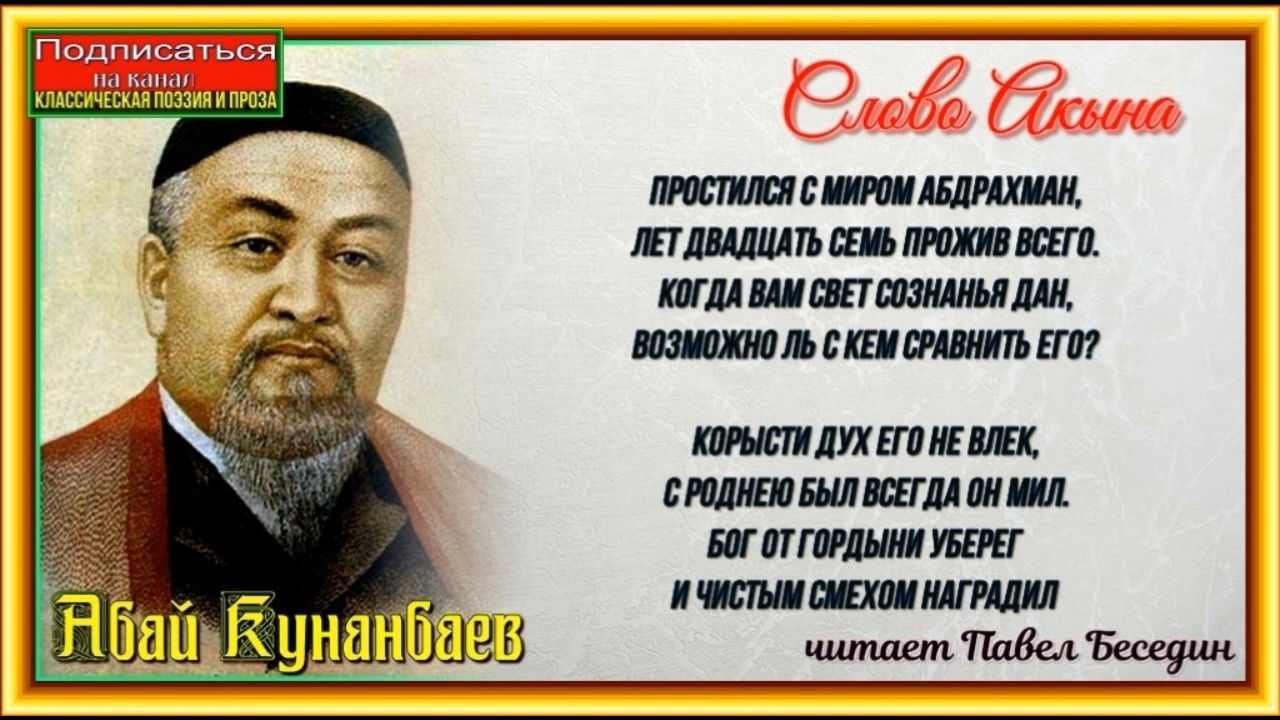 Подписаться
на канал
КЛАССИЧЕСКАЯ ПОЭЗИЯ И ПРОЗА
Слово Акына
ПРОСТИЛСЯ С МИРОМ АБДРАХМАН,
ЛЕТ ДВАДЦАТЬ СЕМЬ ПРОЖИВ ВСЕГО.
КОГДА ВАМ СВЕТ СОЗНАНЬЯ ДАН,
ВОЗМОЖНО ЛЬ С КЕМ СРАВНИТЬ ЕГО?
КОРЫСТИ ДУХ ЕГО НЕ ВЛЕК,
С РОДНЕЮ БЫЛ ВСЕГДА ОН МИЛ.
БОГ ОТ ГОРДЫНИ УБЕРЕГ
И ЧИСТЫМ СМЕХОМ НАГРАДИЛ
Абай Кунанбаев
читает Павел Беседин